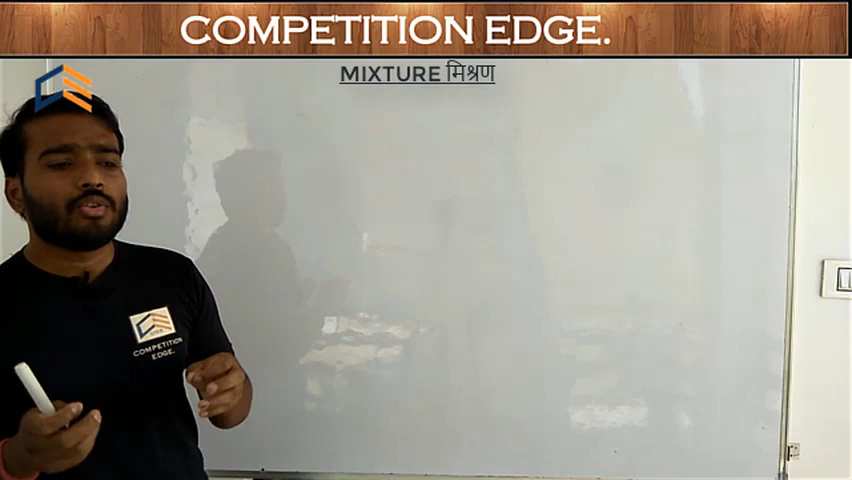 COMPETITION EDGE.
MIXTURE मिश्रण
COMPETITION
EDGE.